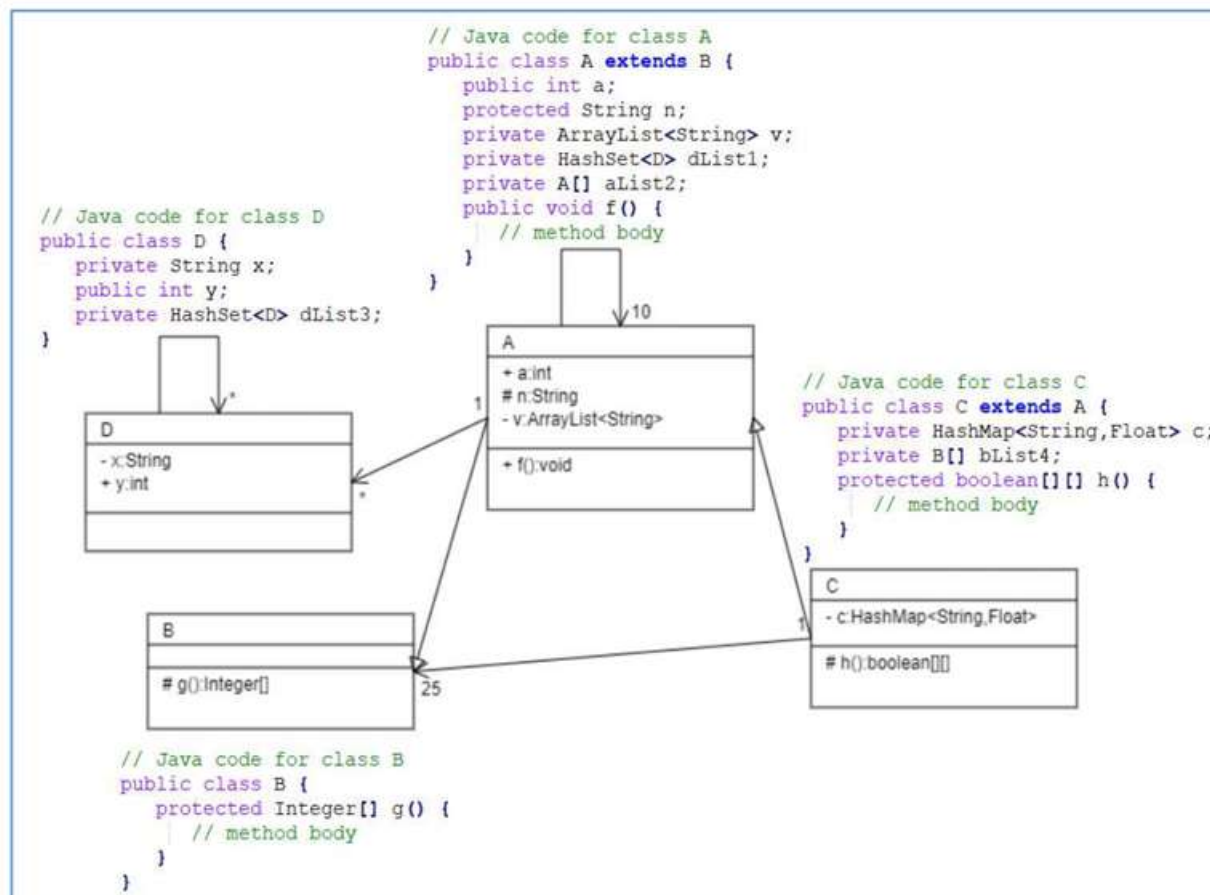 // Java code for class A
public class A extends B {
public int a;
protected String n;
private ArrayList<String> v;
private HashSet<D> dList1;
private A[] aList2;
public void f() {
// method body
}
}
// Java code for class D
public class D {
private String x;
public int y;
private HashSet<D> dList3;
}
10
A
+ a:int
# n:String
- v:ArrayList<String>
+ f():void
1
*
*
D
- x:String
+ y:int
// Java code for class C
public class C extends A {
private HashMap<String,Float> c;
private B[] bList4;
protected boolean[][] h() {
// method body
}
}
C
- c:HashMap<String,Float>
# h():boolean[][]
1
B
# g():Integer[]
25
// Java code for class B
public class B {
protected Integer[] g() {
// method body
}
}